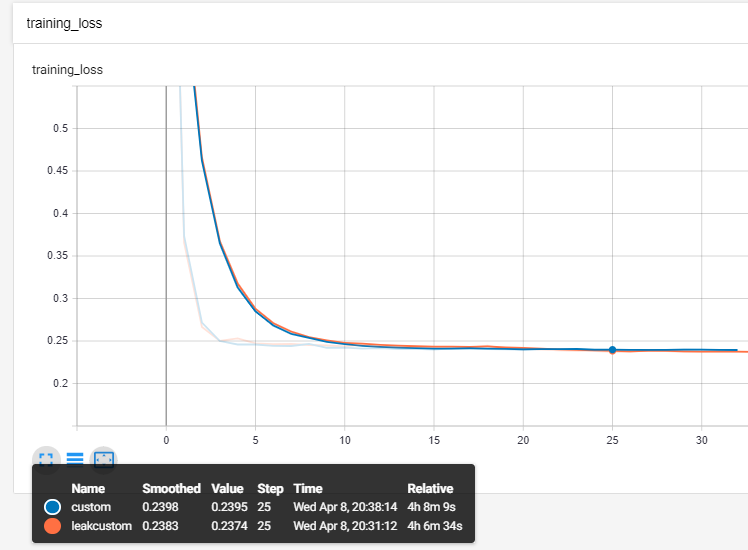 training_loss
training_loss
0.5
0.45
0.4
0.35
0.3
0.25
0.2
0 5 10 15 20 25 30
Name Smoothed Value Step Time Relative
custom 0.2398 0.2395 25 Wed Apr 8, 20:38:14 4h 8m 9s
leakcustom 0.2383 0.2374 25 Wed Apr 8, 20:31:12 4h 6m 34s